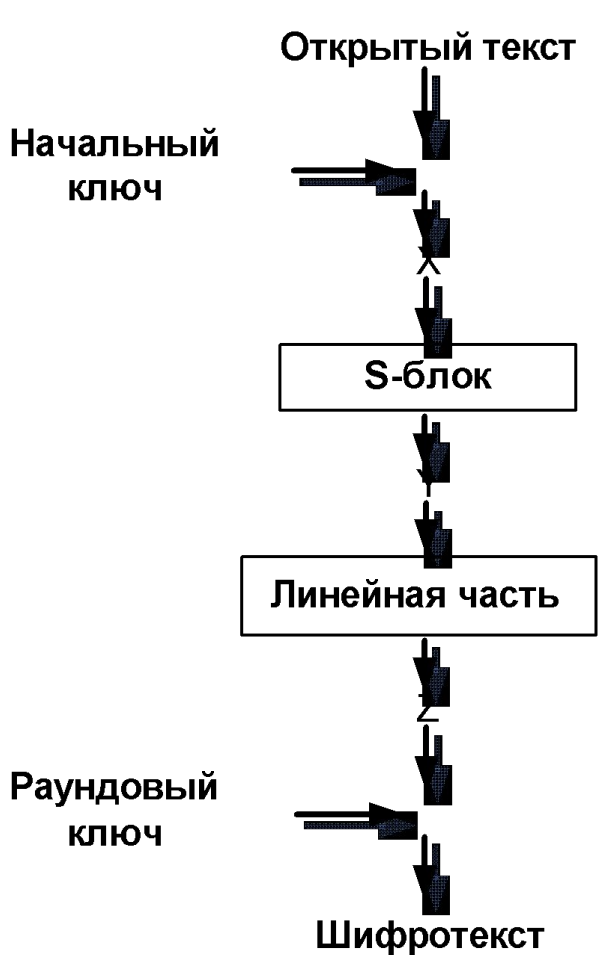 Открытый текст
Начальный
ключ
X
S-блок
Y
Линейная часть
Z
Раундовый
ключ
Шифротекст